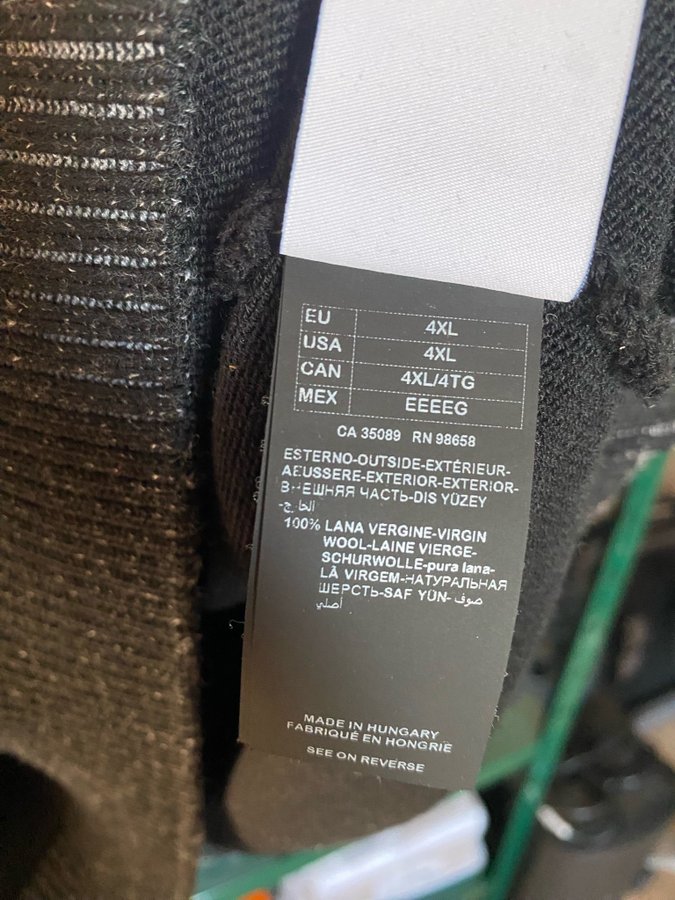 EU 4XL
USA 4XL
CAN 4XL/4TG
MEX EEEEG
CA 35089 RN 98658
ESTERNO-OUTSIDE-EXTÉRIEUR-
AEUSSERE-EXTERIOR-EXTERIOR-
ВНЕШНЯЯ ЧАСТЬ-DIS YÜZEY
-الخارج
100% LANA VERGINE-VIRGIN
WOOL-LAINE VIERGE-
SCHURWOLLE-pura lana-
LÂ VIRGEM-НАТУРАЛЬНАЯ
ШЕРСТЬ-SAF YÜN- صوف
أصلي
MADE IN HUNGARY
FABRIQUÉ EN HONGRIE
SEE ON REVERSE